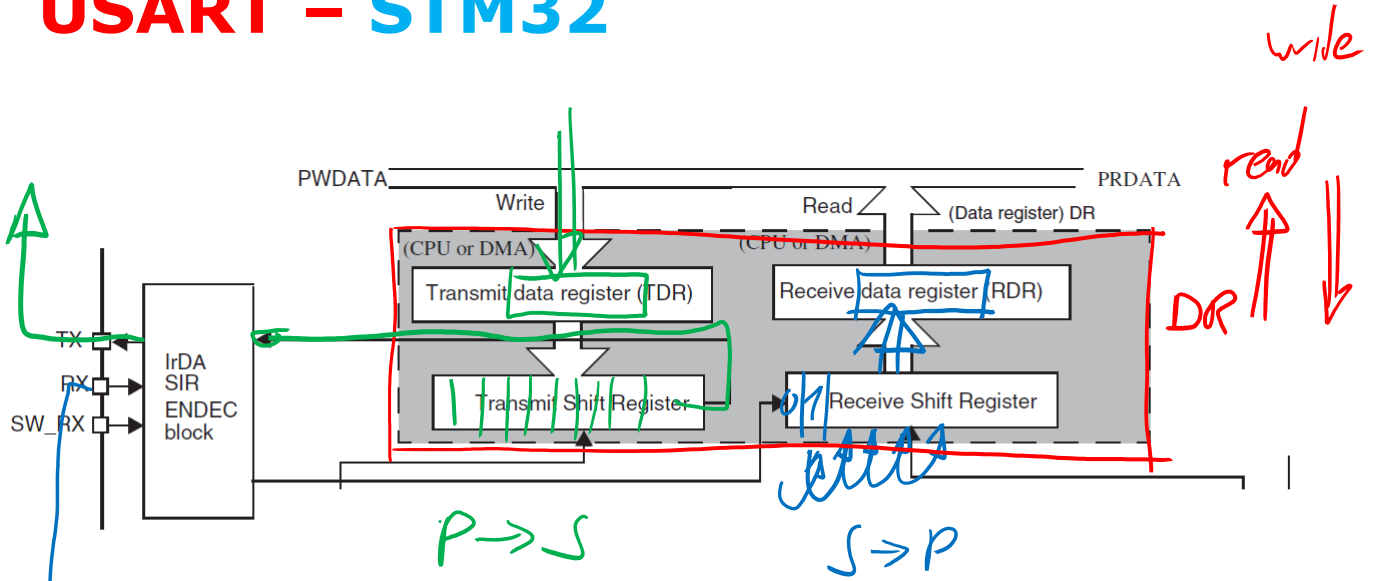 USART – STM32
write
read
PWDATA
PRDATA
Write
Read
(Data register) DR
(CPU or DMA)
(CPU or DMA)
Transmit data register (TDR)
Receive data register (RDR)
DR
TX
RX
SW_RX
IrDA
SIR
ENDEC
block
Transmit Shift Register
Receive Shift Register
P → S
S → P